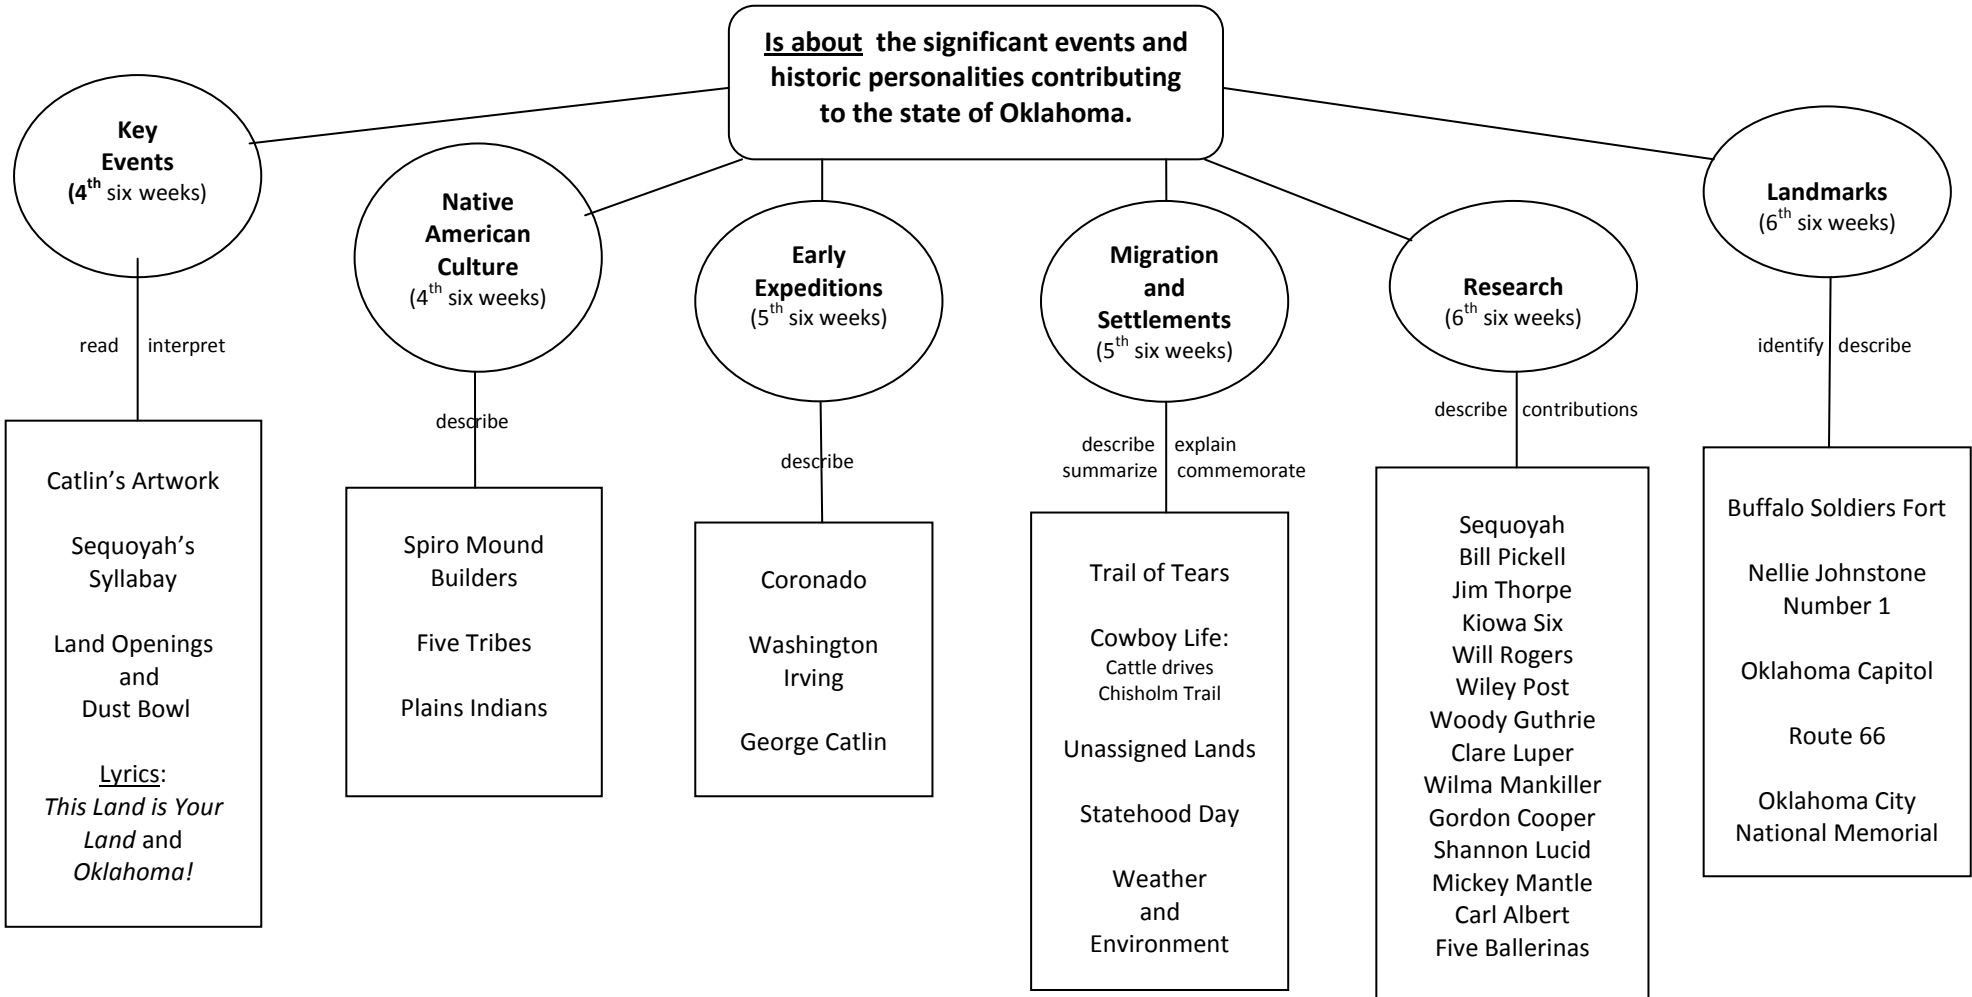 Is about the significant events and
historic personalities contributing
to the state of Oklahoma.
Key
Events
(4th six weeks)
read interpret
Catlin's Artwork
Sequoyah's
Syllabay
Land Openings
and
Dust Bowl
Lyrics:
This Land is Your
Land and
Oklahoma!
Native
American
Culture
(4th six weeks)
describe
Spiro Mound
Builders
Five Tribes
Plains Indians
Early
Expeditions
(5th six weeks)
describe
Coronado
Washington
Irving
George Catlin
Migration
and
Settlements
(5th six weeks)
describe explain
summarize commemorate
Trail of Tears
Cowboy Life:
Cattle drives
Chisholm Trail
Unassigned Lands
Statehood Day
Weather
and
Environment
Research
(6th six weeks)
describe contributions
Sequoyah
Bill Pickell
Jim Thorpe
Kiowa Six
Will Rogers
Wiley Post
Woody Guthrie
Clare Luper
Wilma Mankiller
Gordon Cooper
Shannon Lucid
Mickey Mantle
Carl Albert
Five Ballerinas
Landmarks
(6th six weeks)
identify describe
Buffalo Soldiers Fort
Nellie Johnstone
Number 1
Oklahoma Capitol
Route 66
Oklahoma City
National Memorial